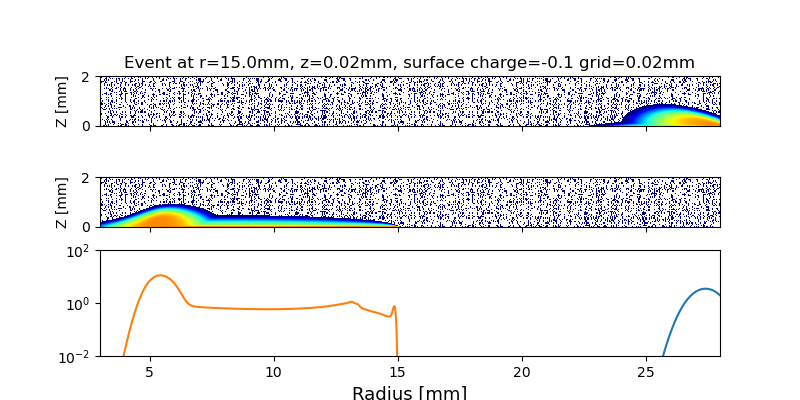 Event at r=15.0mm, z=0.02mm, surface charge=-0.1 grid=0.02mm
2
Z [mm]
0
2
Z [mm]
0
10²
10⁰
10⁻²
5 10 15 20 25
Radius [mm]